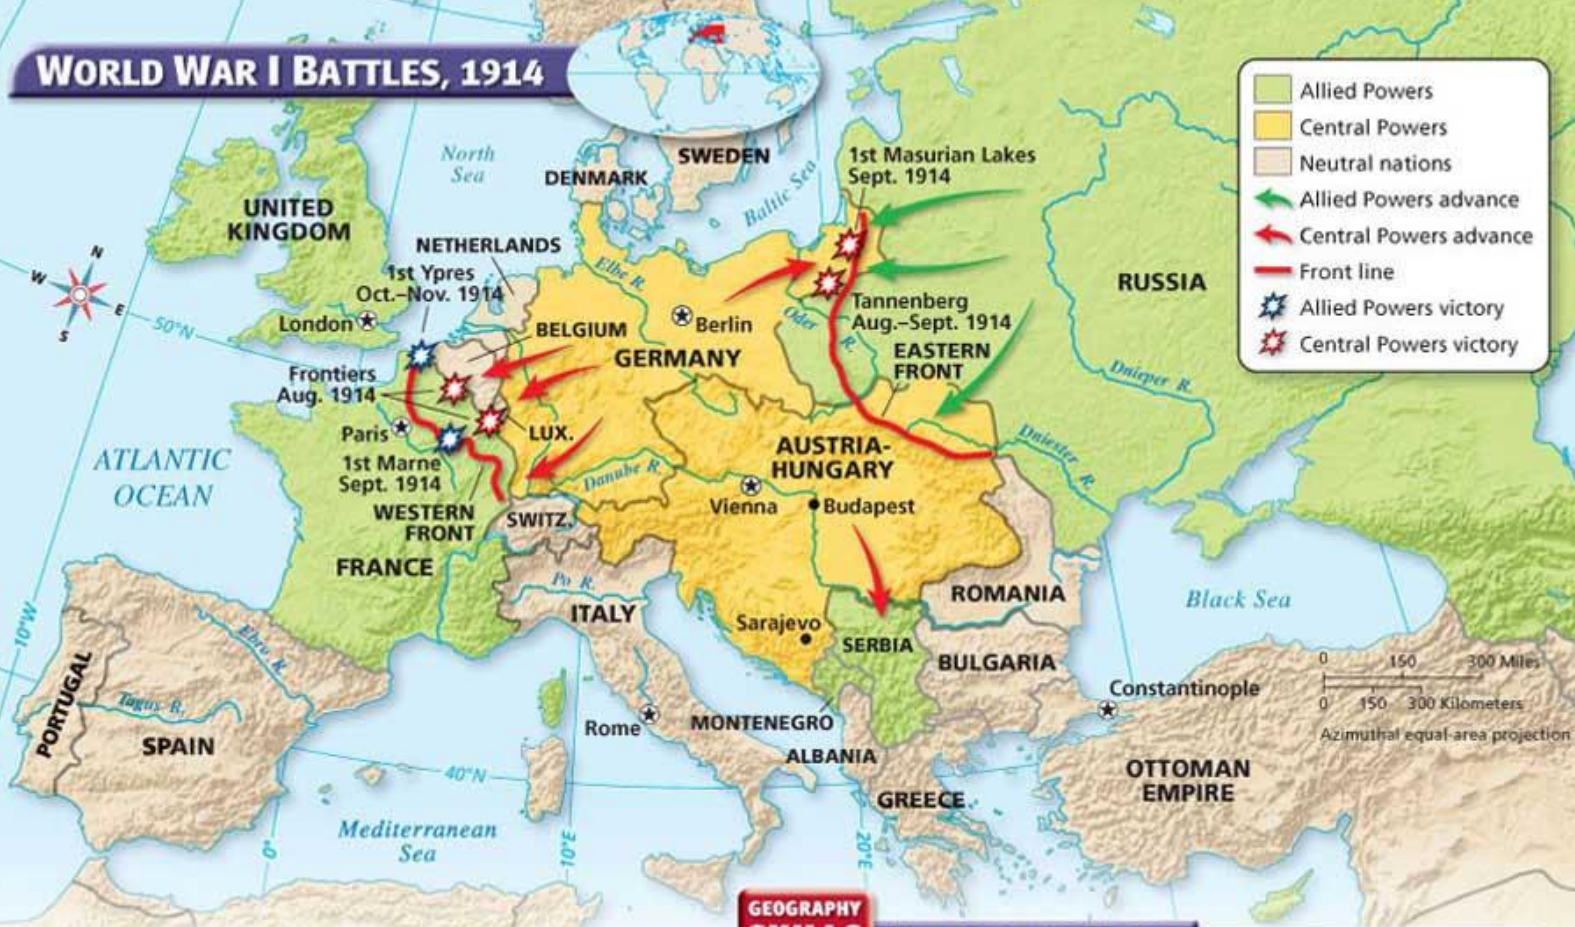 WORLD WAR I BATTLES, 1914
Allied Powers
Central Powers
Neutral nations
Allied Powers advance
Central Powers advance
Front line
Allied Powers victory
Central Powers victory
North
Sea
SWEDEN
DENMARK
Baltic Sea
1st Masurian Lakes
Sept. 1914
UNITED
KINGDOM
NETHERLANDS
1st Ypres
Oct.–Nov. 1914
Elbe R.
N
W
E
S
50°N
London
BELGIUM
Berlin
GERMANY
Oder
R.
Tannenberg
Aug.–Sept. 1914
EASTERN
FRONT
RUSSIA
Dnieper R.
Frontiers
Aug. 1914
Paris
LUX.
1st Marne
Sept. 1914
WESTERN
FRONT
ATLANTIC
OCEAN
AUSTRIA-
HUNGARY
Danube R.
Vienna
Budapest
Dniester R.
SWITZ.
FRANCE
Po R.
ITALY
ROMANIA
Black Sea
10°W
Ebro R.
Sarajevo
SERBIA
BULGARIA
PORTUGAL
Tagus R.
SPAIN
Rome
MONTENEGRO
ALBANIA
Constantinople
0 150 300 Miles
0 150 300 Kilometers
Azimuthal equal-area projection
40°N
OTTOMAN
EMPIRE
GREECE
Mediterranean
Sea
0°
10°E
20°E
GEOGRAPHY